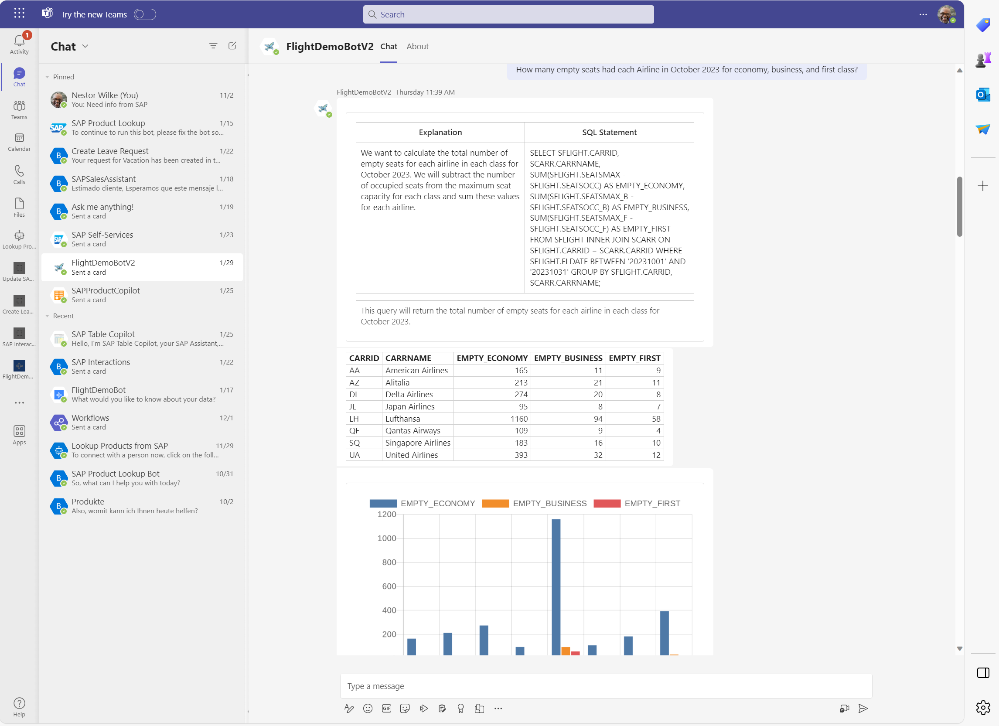 Try the new Teams
Search
1
Activity
Chat
Teams
Calendar
Calls
Files
Lookup Pro...
Update SA...
Create Lea...
SAP Interac...
FlightDem...
Apps
Help
Chat
Pinned
Nestor Wilke (You) 11/2
You: Need info from SAP
SAP
SAP Product Lookup 1/15
To continue to run this bot, please fix the bot so...
B
Create Leave Request 1/22
Your request for Vacation has been created in t...
B
SAPSalesAssistant 1/18
Estimado cliente, Esperamos que este mensaje l...
B
Ask me anything! 1/19
Sent a card
SAP
SAP Self-Services 1/23
Sent a card
FlightDemoBotV2 1/29
Sent a card
SAPProductCopilot 1/25
Sent a card
Recent
SAP Table Copilot 1/25
Hello, I'm SAP Table Copilot, your SAP Assistant,...
B
SAP Interactions 1/22
Sent a card
FlightDemoBot 1/17
What would you like to know about your data?
Workflows 12/1
Sent a card
Lookup Products from SAP 11/29
To connect with a person now, click on the foll...
B
SAP Product Lookup Bot 10/31
So, what can I help you with today?
B
Produkte 10/2
Also, womit kann ich Ihnen heute helfen?
FlightDemoBotV2 Chat About
How many empty seats had each Airline in October 2023 for economy, business, and first class?
FlightDemoBotV2 Thursday 11:39 AM
Explanation
We want to calculate the total number of
empty seats for each airline in each class for
October 2023. We will subtract the number
of occupied seats from the maximum seat
capacity for each class and sum these values
for each airline.
SQL Statement
SELECT SFLIGHT.CARRID,
SCARR.CARRNAME,
SUM(SFLIGHT.SEATSMAX -
SFLIGHT.SEATSOCC) AS EMPTY_ECONOMY,
SUM(SFLIGHT.SEATSMAX_B -
SFLIGHT.SEATSOCC_B) AS EMPTY_BUSINESS,
SUM(SFLIGHT.SEATSMAX_F -
SFLIGHT.SEATSOCC_F) AS EMPTY_FIRST
FROM SFLIGHT INNER JOIN SCARR ON
SFLIGHT.CARRID = SCARR.CARRID WHERE
SFLIGHT.FLDATE BETWEEN '20231001' AND
'20231031' GROUP BY SFLIGHT.CARRID,
SCARR.CARRNAME;
This query will return the total number of empty seats for each airline in each class for
October 2023.
CARRID CARRNAME EMPTY_ECONOMY EMPTY_BUSINESS EMPTY_FIRST
AA American Airlines 165 11 9
AZ Alitalia 213 21 11
DL Delta Airlines 274 20 8
JL Japan Airlines 95 8 7
LH Lufthansa 1160 94 58
QF Qantas Airways 109 9 4
SQ Singapore Airlines 183 16 10
UA United Airlines 393 32 12
EMPTY_ECONOMY EMPTY_BUSINESS EMPTY_FIRST
1200
1000
800
600
400
200
Type a message
GIF